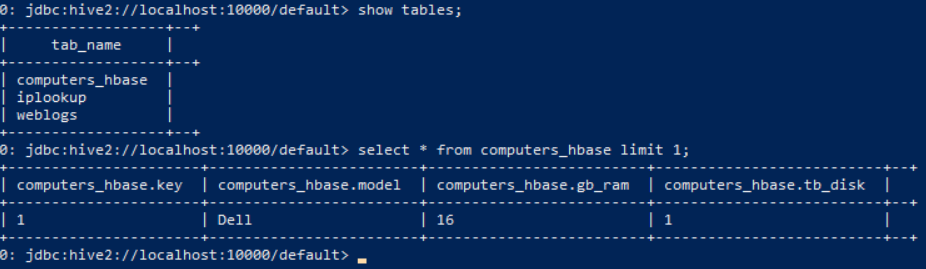 0: jdbc:hive2://localhost:10000/default> show tables;
+------------------+--+
|     tab_name     |
+------------------+--+
| computers_hbase  |
| iplookup         |
| weblogs          |
+------------------+--+
0: jdbc:hive2://localhost:10000/default> select * from computers_hbase limit 1;
+----------------------+------------------------+-------------------------+--------------------------+--+
| computers_hbase.key  | computers_hbase.model  | computers_hbase.gb_ram  | computers_hbase.tb_disk  |
+----------------------+------------------------+-------------------------+--------------------------+--+
| 1                    | Dell                   | 16                      | 1                        |
+----------------------+------------------------+-------------------------+--------------------------+--+
0: jdbc:hive2://localhost:10000/default>